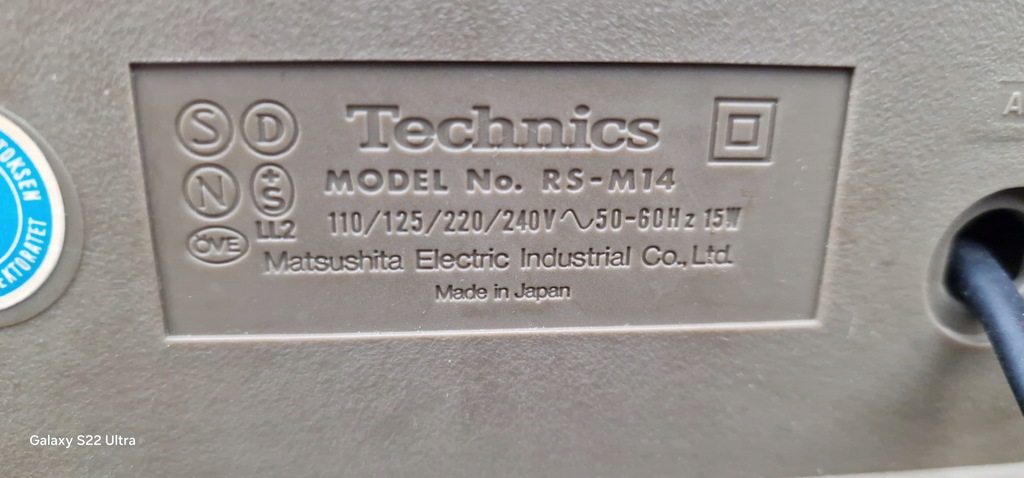 Technics
MODEL No. RS-M14
110/125/220/240V∿50-60Hz 15W
Matsushita Electric Industrial Co., Ltd.
Made in Japan
S
D
N
+S
ÖVE
LL2
Galaxy S22 Ultra